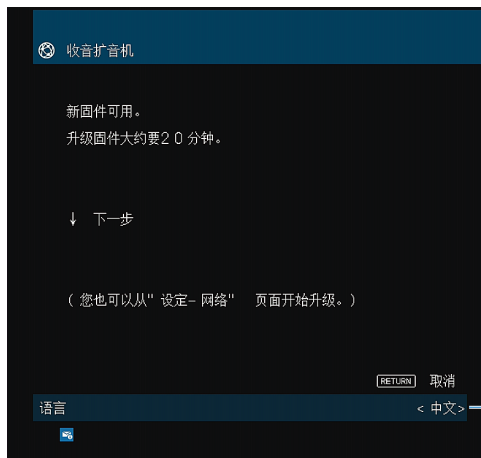 收音扩音机
新固件可用。
升级固件大约要２０分钟。
↓ 下一步
( 您也可以从" 设定– 网络" 页面开始升级。)
RETURN 取消
语言 < 中文>